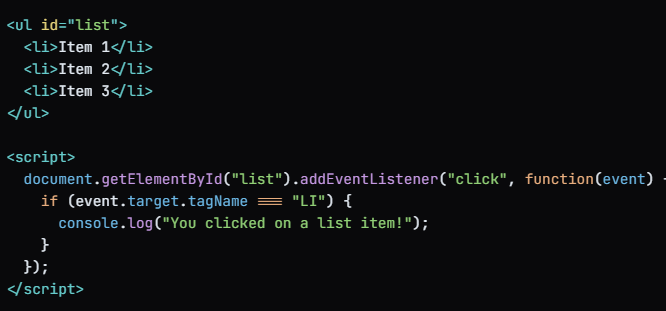 <ul id="list">
  <li>Item 1</li>
  <li>Item 2</li>
  <li>Item 3</li>
</ul>

<script>
  document.getElementById("list").addEventListener("click", function(event) {
    if (event.target.tagName === "LI") {
      console.log("You clicked on a list item!");
    }
  });
</script>